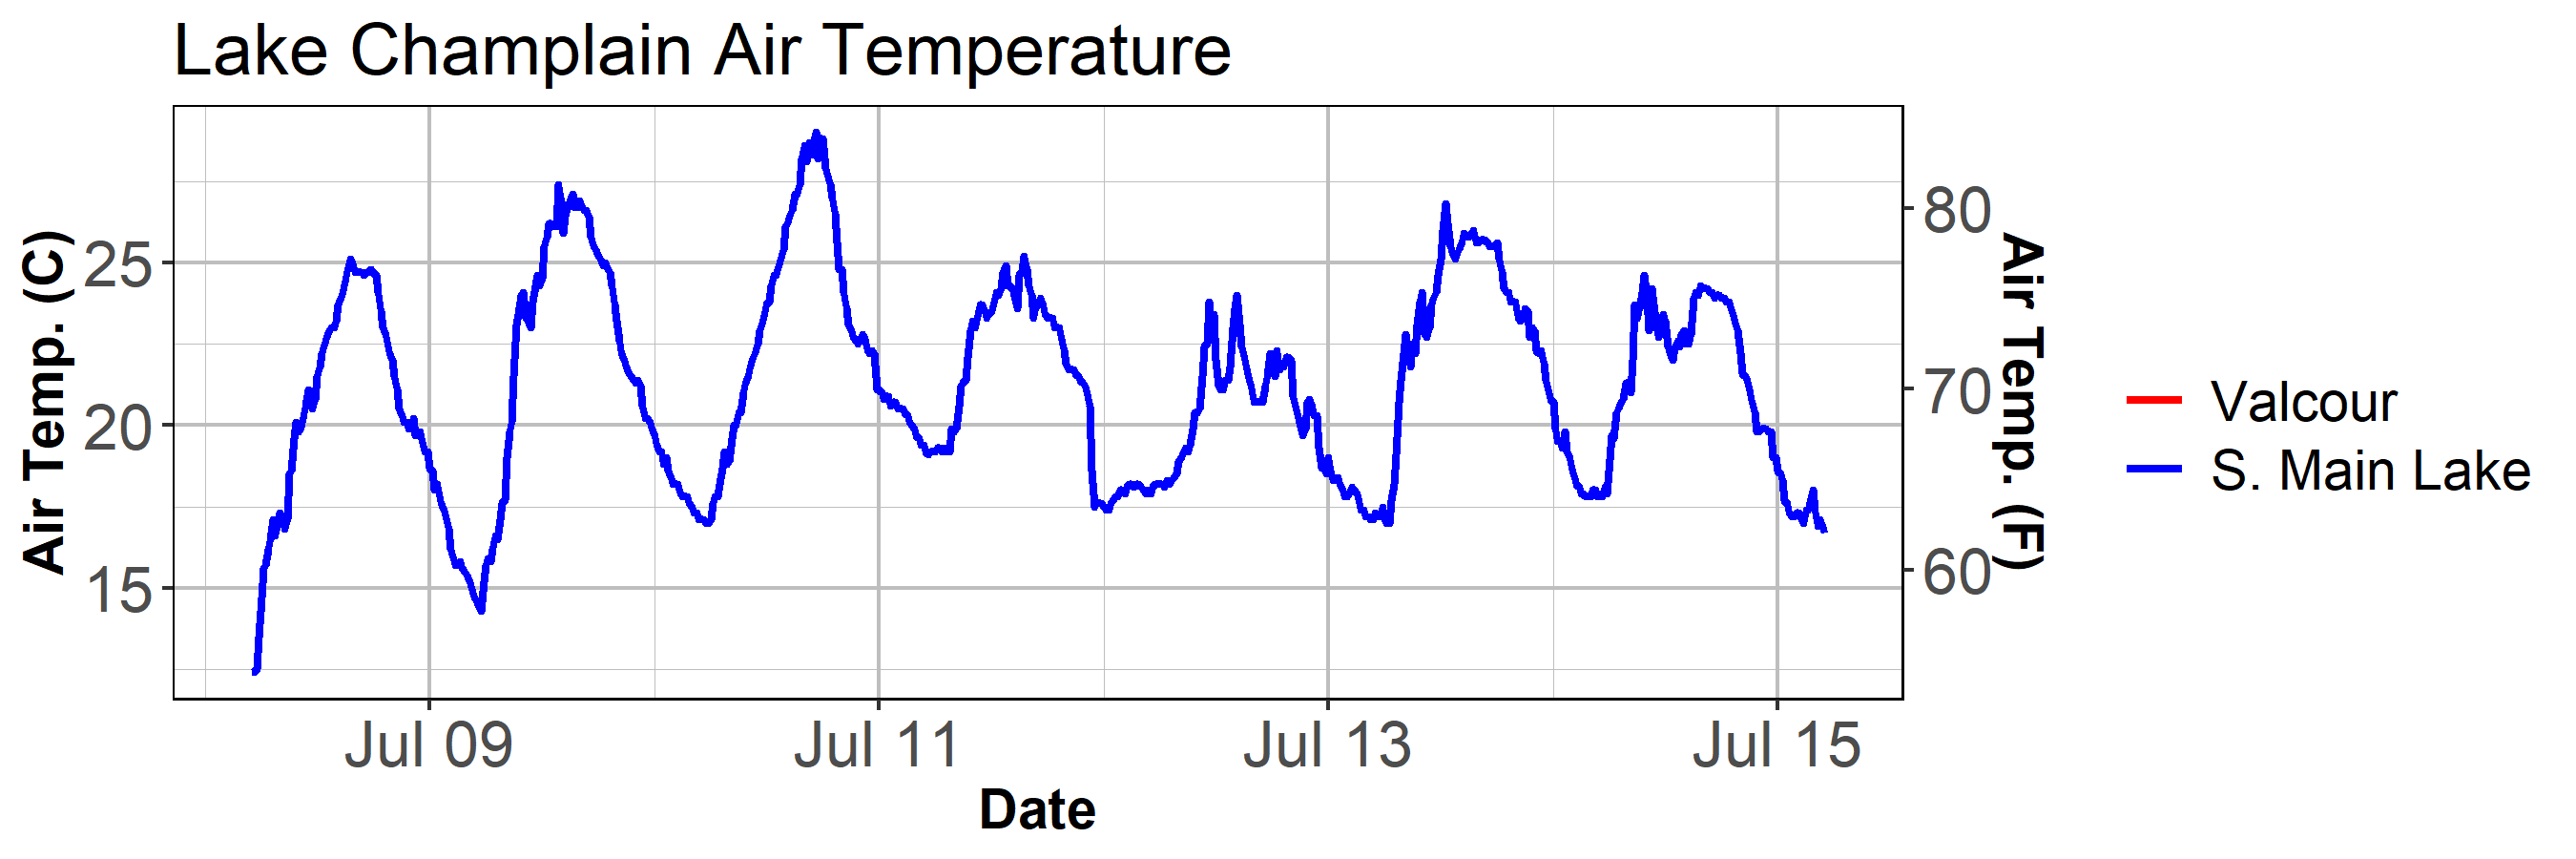 Lake Champlain Air Temperature
Air Temp. (C)
25
20
15
80
70
60
Air Temp. (F)
Valcour
S. Main Lake
Jul 09
Jul 11
Jul 13
Jul 15
Date